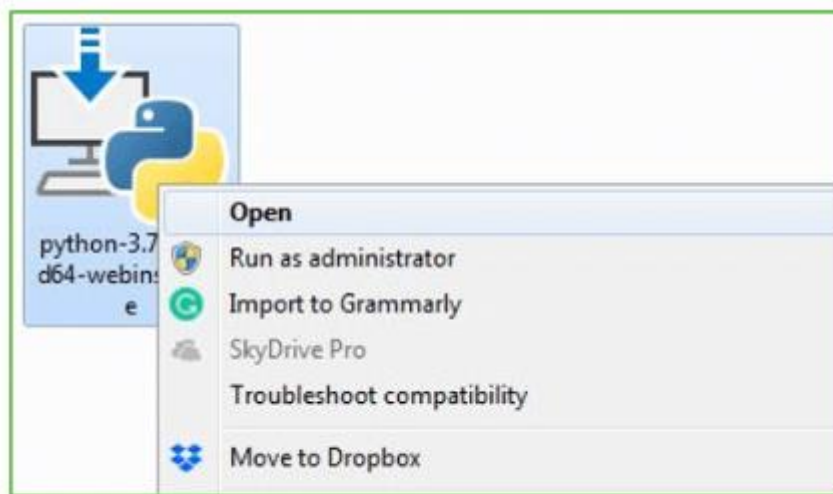 Open
python-3.7
Run as administrator
d64-webins
e
Import to Grammarly
SkyDrive Pro
Troubleshoot compatibility
Move to Dropbox